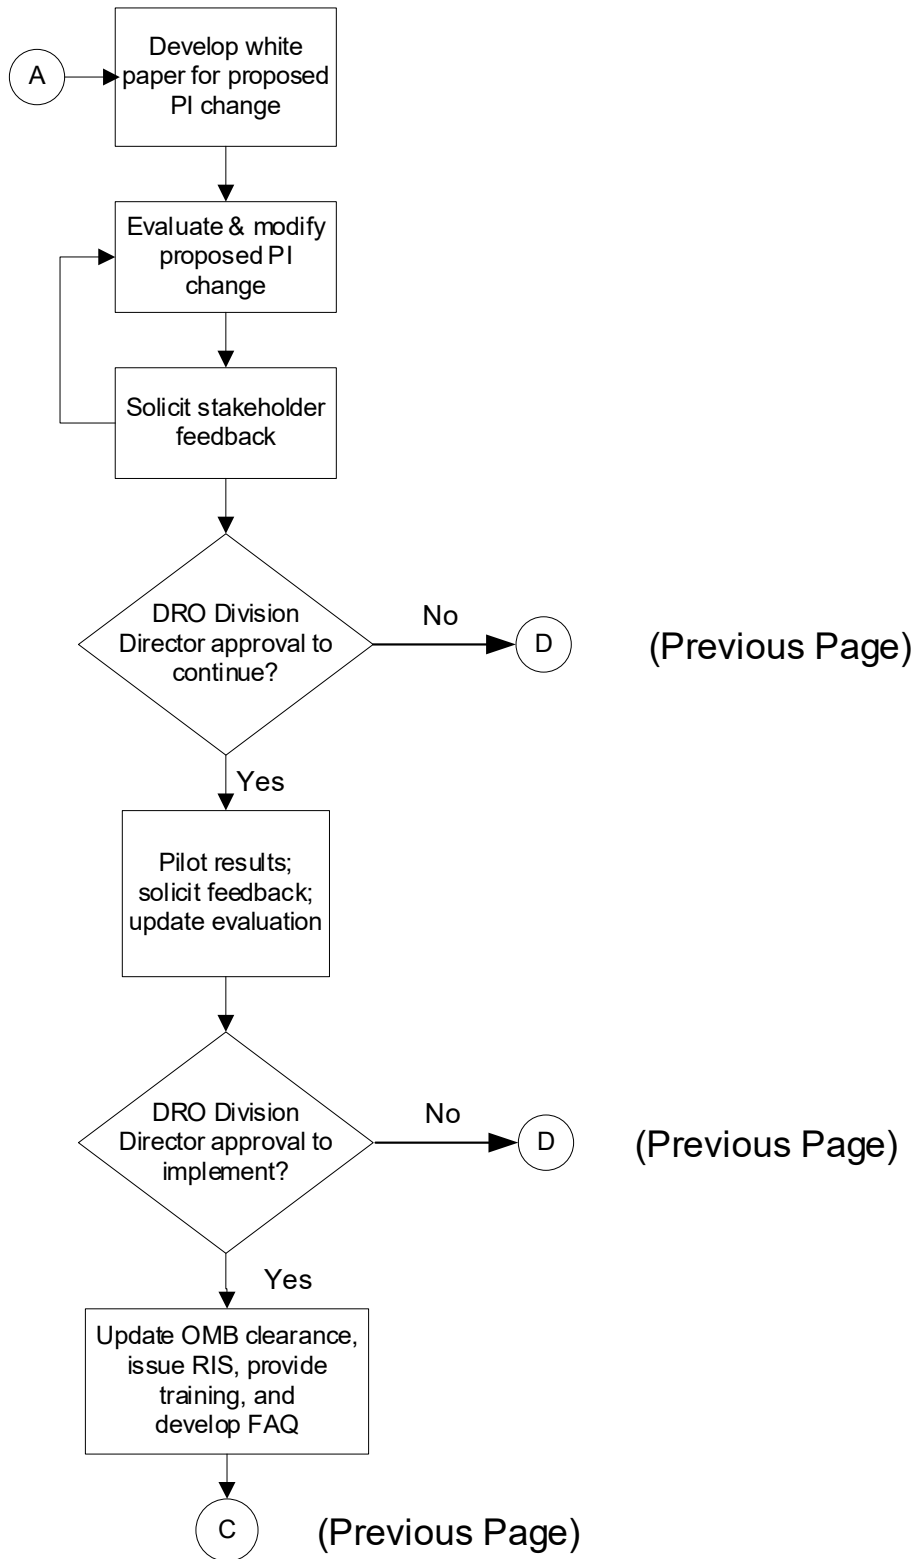 Develop white
paper for proposed
PI change
A
Evaluate & modify
proposed PI
change
Solicit stakeholder
feedback
DRO Division
Director approval to
continue?
No
D
(Previous Page)
Yes
Pilot results;
solicit feedback;
update evaluation
DRO Division
Director approval to
implement?
No
D
(Previous Page)
Yes
Update OMB clearance,
issue RIS, provide
training, and
develop FAQ
C
(Previous Page)